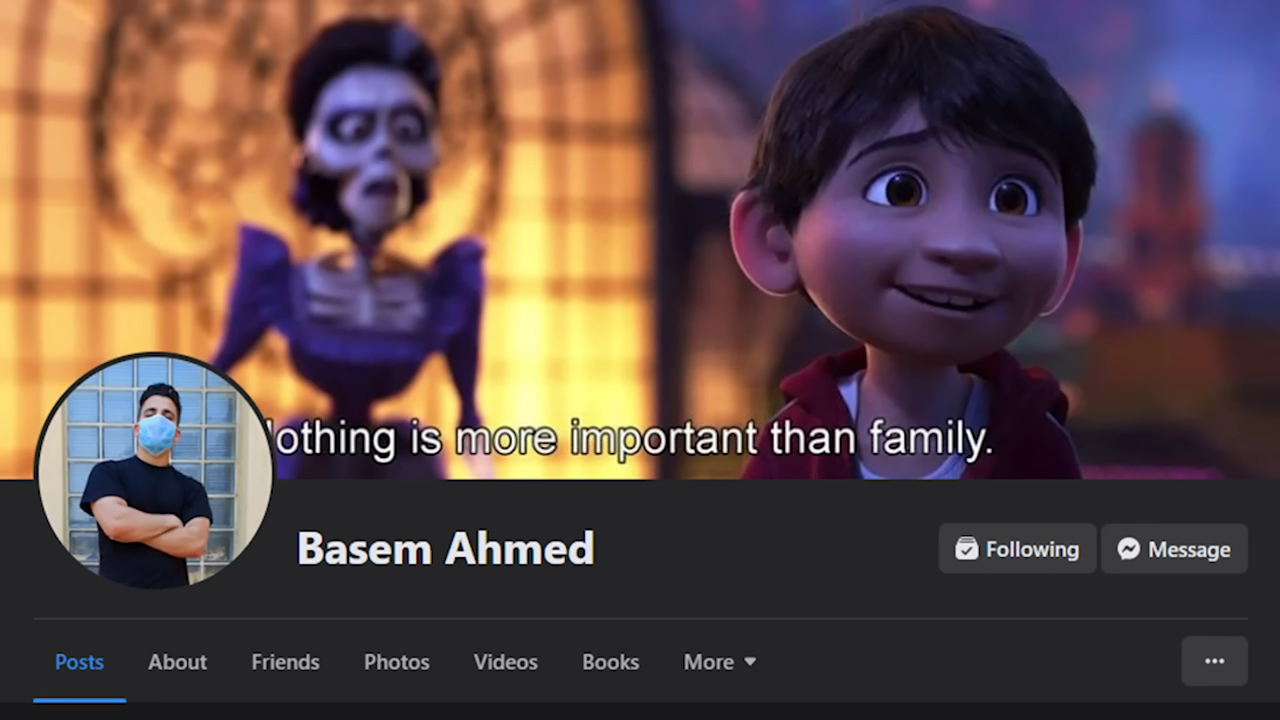 othing is more important than family.
Basem Ahmed
Following
Message
Posts
About
Friends
Photos
Videos
Books
More